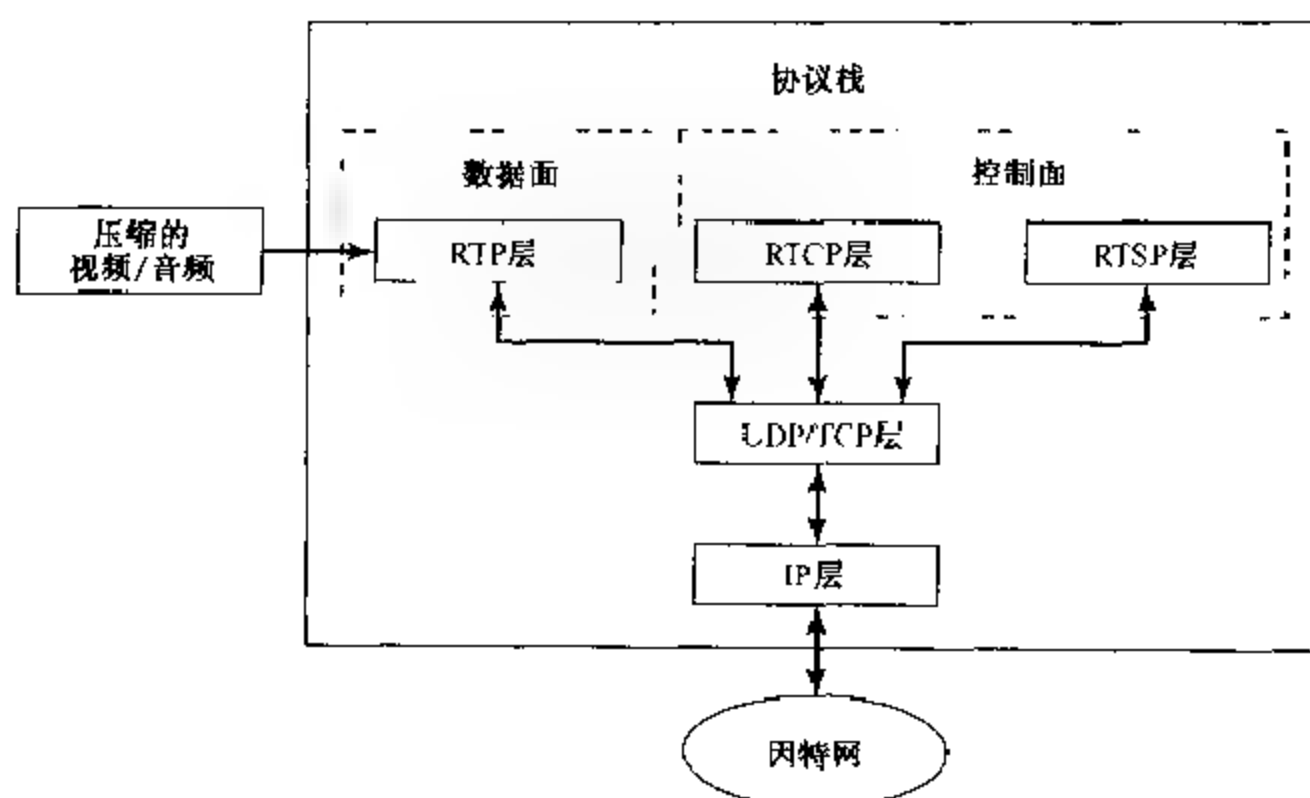 协议栈
数据面
控制面
压缩的
视频/音频
RTP层
RTCP层
RTSP层
UDP/TCP层
IP层
因特网